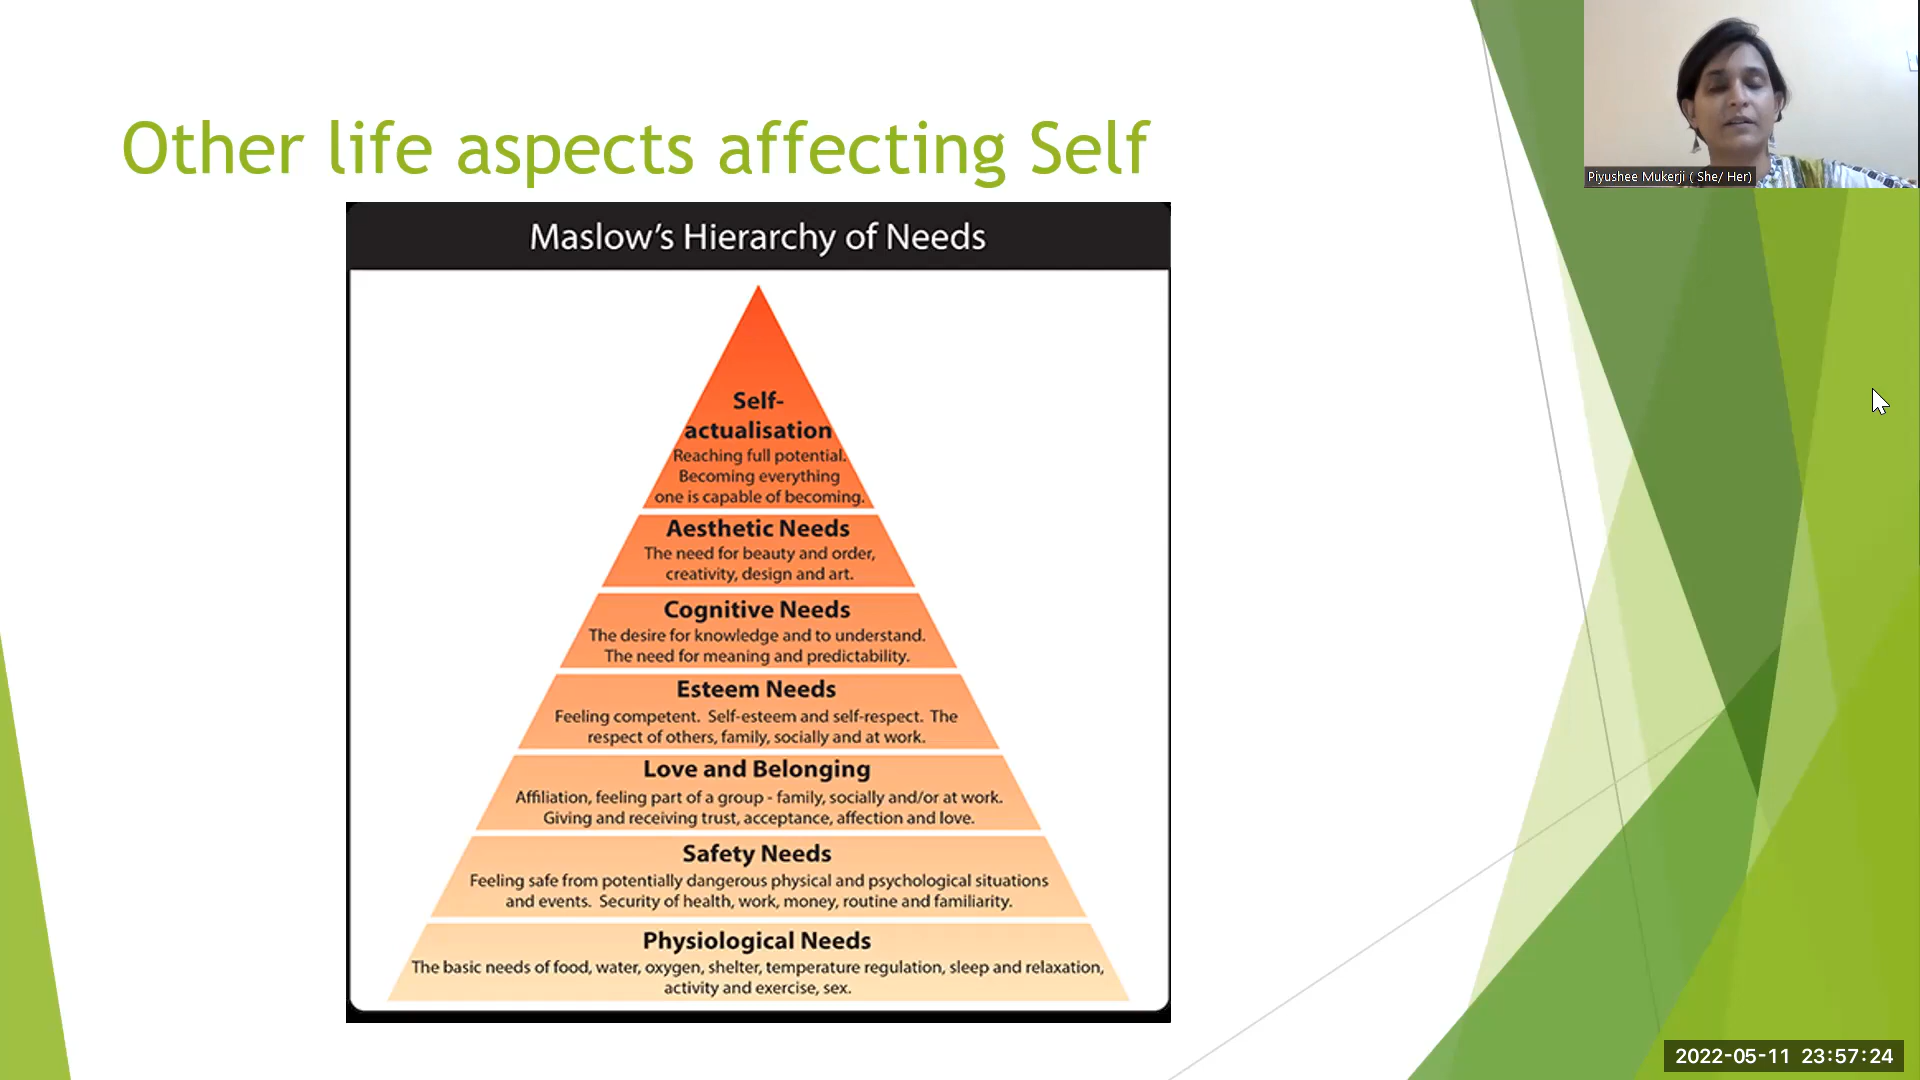 Other life aspects affecting Self
Piyushee Mukerji ( She/ Her)
Maslow's Hierarchy of Needs
Self-
actualisation
Reaching full potential.
Becoming everything
one is capable of becoming.
Aesthetic Needs
The need for beauty and order,
creativity, design and art.
Cognitive Needs
The desire for knowledge and to understand.
The need for meaning and predictability.
Esteem Needs
Feeling competent. Self-esteem and self-respect. The
respect of others, family, socially and at work.
Love and Belonging
Affiliation, feeling part of a group - family, socially and/or at work.
Giving and receiving trust, acceptance, affection and love.
Safety Needs
Feeling safe from potentially dangerous physical and psychological situations
and events. Security of health, work, money, routine and familiarity.
Physiological Needs
The basic needs of food, water, oxygen, shelter, temperature regulation, sleep and relaxation,
activity and exercise, sex.
2022-05-11 23:57:24